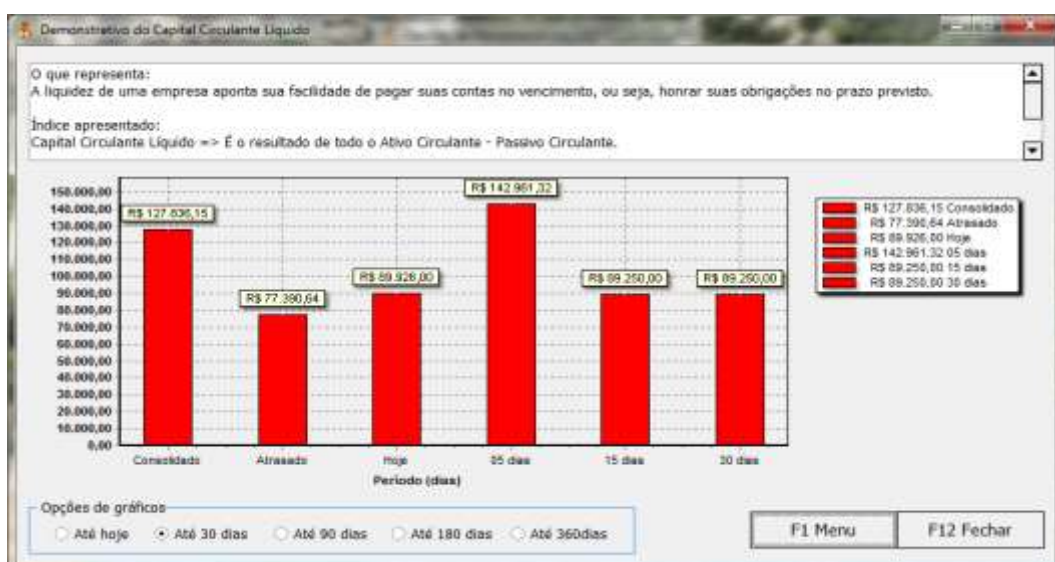 Demonstrativo do Capital Circulante Líquido
O que representa:
A liquidez de uma empresa aponta sua facilidade de pagar suas contas no vencimento, ou seja, honrar suas obrigações no prazo previsto.
Índice apresentado:
Capital Circulante Líquido => É o resultado de todo o Ativo Circulante - Passivo Circulante.
150.000,00
140.000,00
130.000,00
120.000,00
110.000,00
100.000,00
90.000,00
80.000,00
70.000,00
60.000,00
50.000,00
40.000,00
30.000,00
20.000,00
10.000,00
0,00
R$ 127.836,15
R$ 77.390,64
R$ 89.926,00
R$ 142.961,32
R$ 89.250,00
R$ 89.250,00
Consolidado
Atrasado
Hoje
05 dias
15 dias
30 dias
Período (dias)
R$ 127.836,15 Consolidado
R$ 77.390,64 Atrasado
R$ 89.926,00 Hoje
R$ 142.961,32 05 dias
R$ 89.250,00 15 dias
R$ 89.250,00 30 dias
Opções de gráficos
Até hoje
Até 30 dias
Até 90 dias
Até 180 dias
Até 360dias
F1 Menu
F12 Fechar